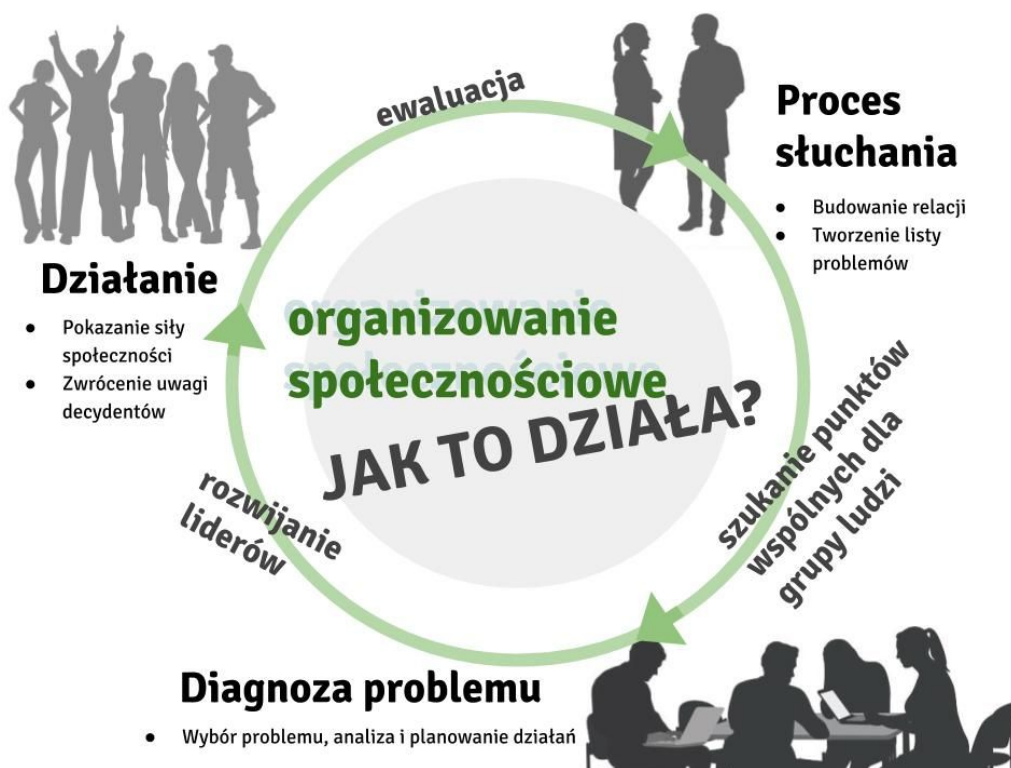 ewaluacja
Proces
słuchania
● Budowanie relacji
● Tworzenie listy
problemów
Działanie
● Pokazanie siły
społeczności
● Zwrócenie uwagi
decydentów
organizowanie
społecznościowe
JAK TO DZIAŁA?
szukanie punktów
wspólnych dla
grupy ludzi
rozwijanie
liderów
Diagnoza problemu
● Wybór problemu, analiza i planowanie działań